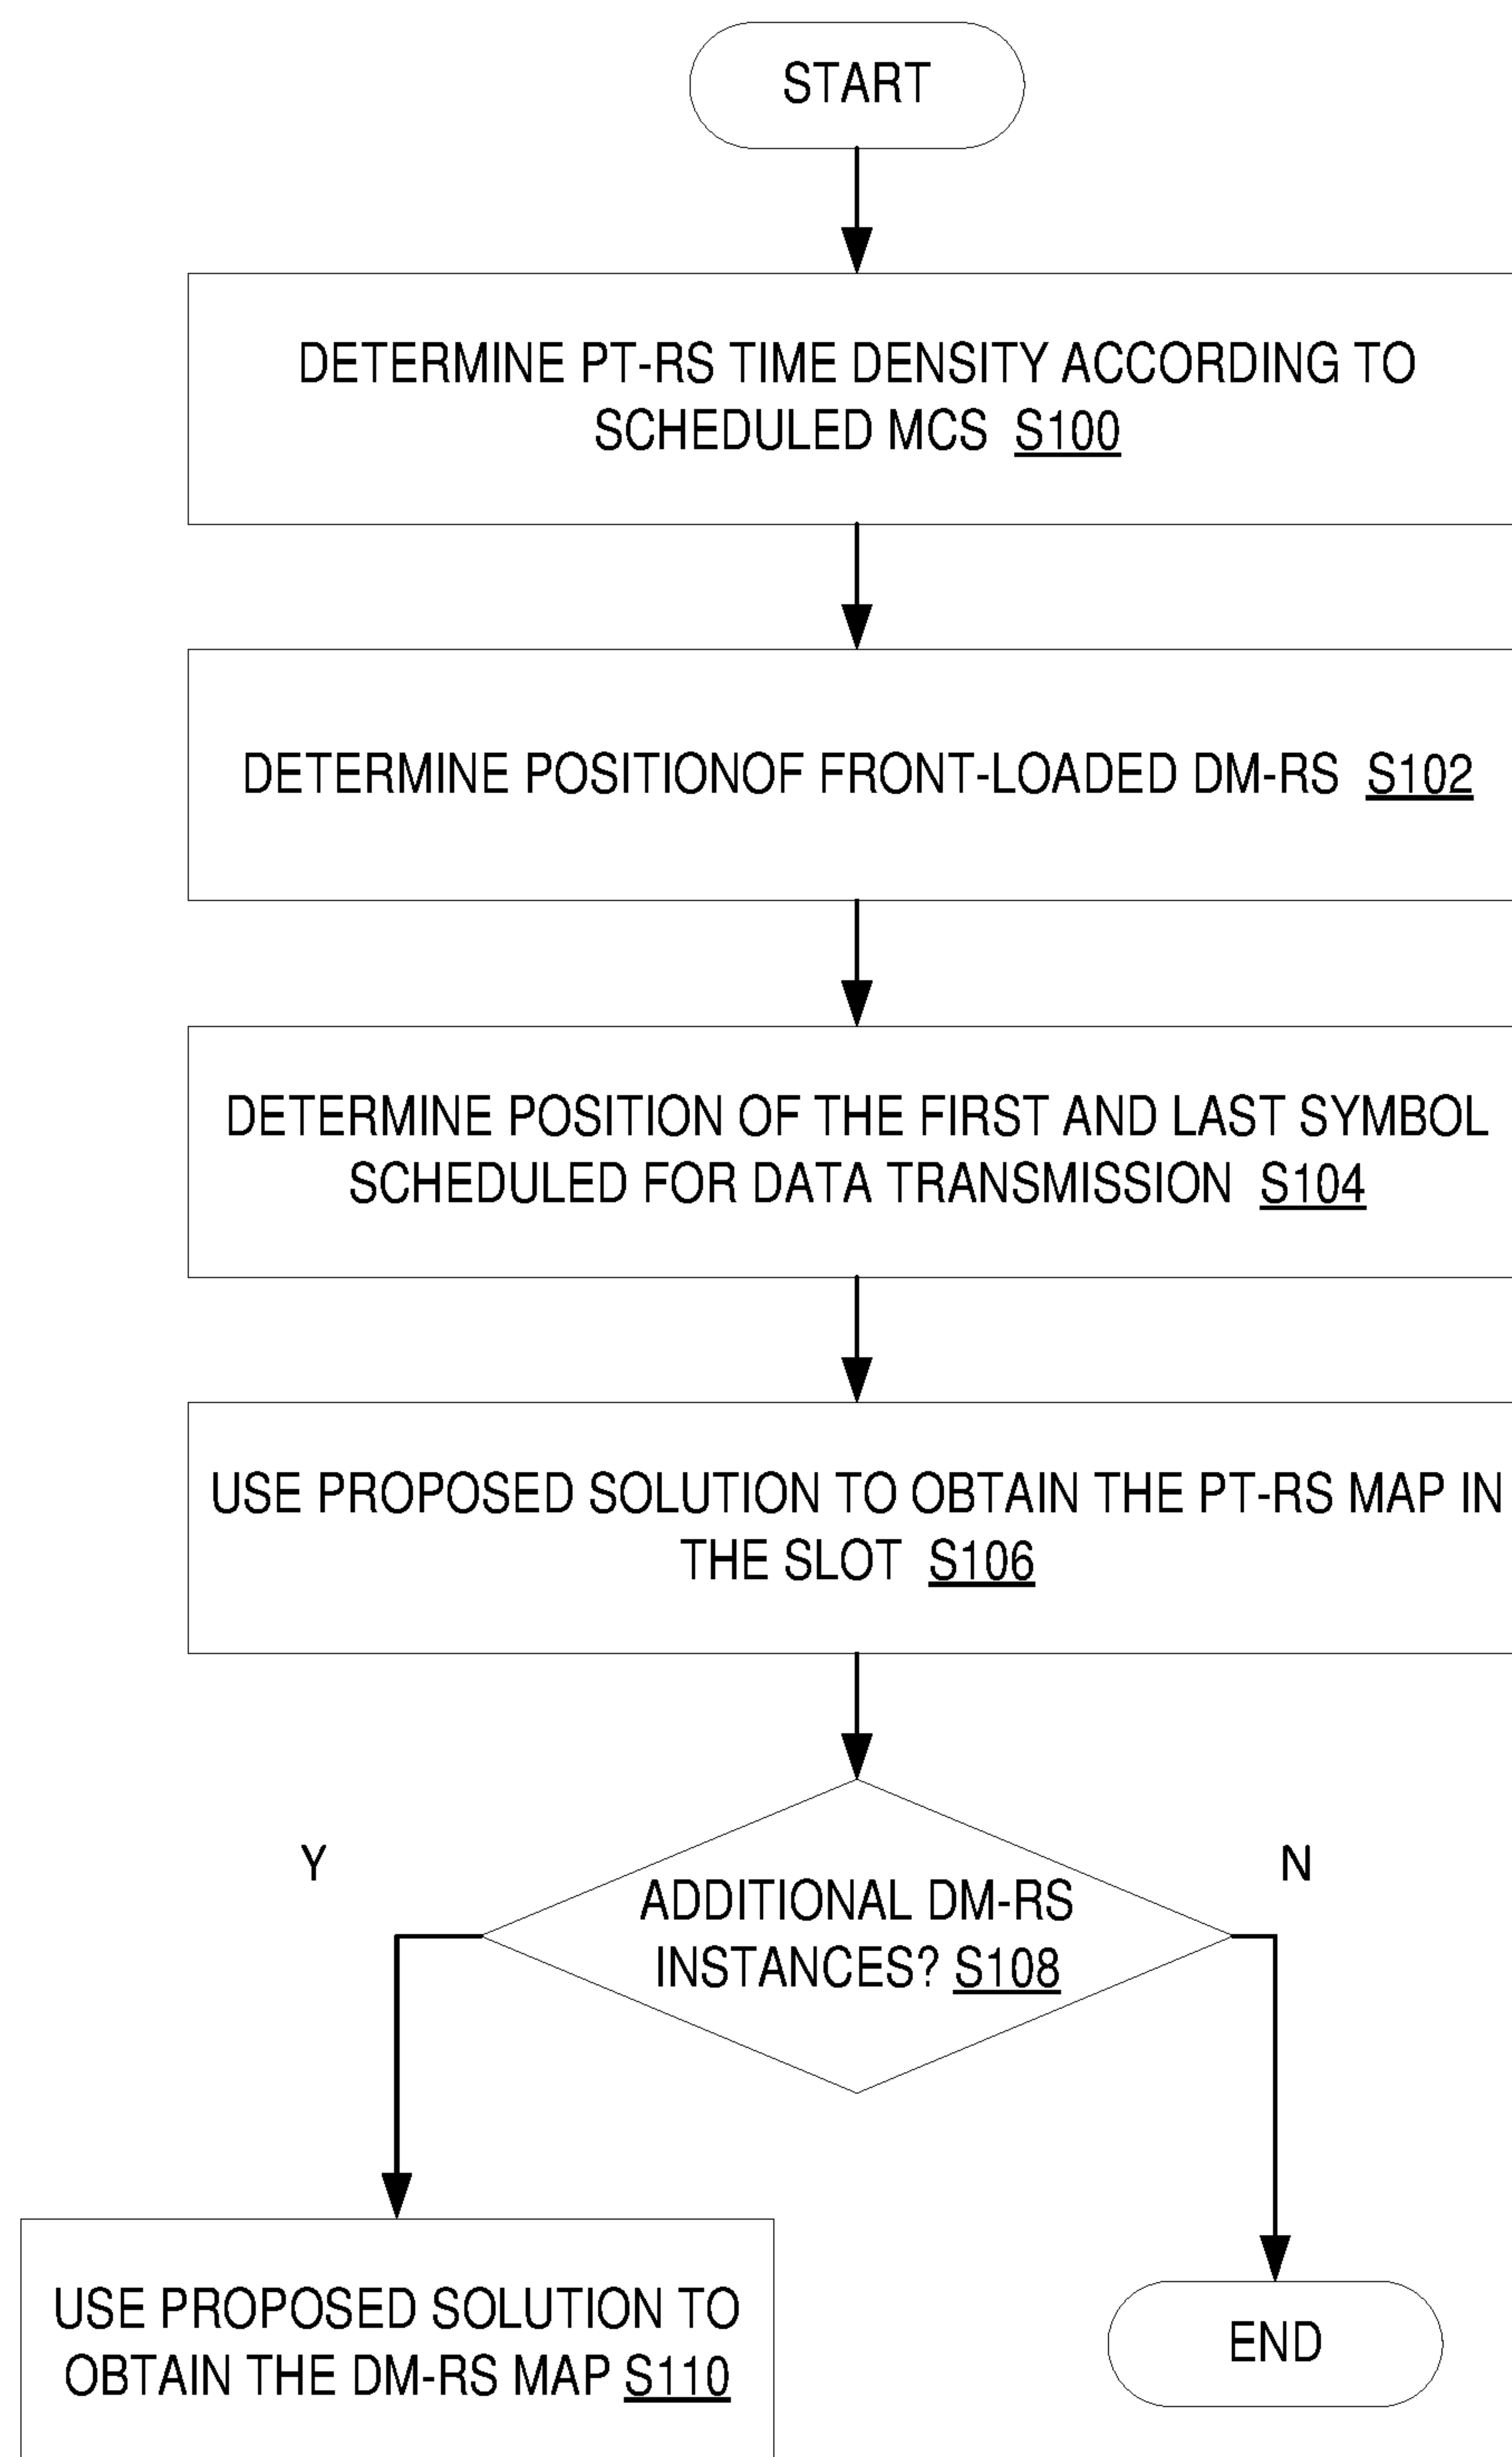 START
DETERMINE PT-RS TIME DENSITY ACCORDING TO
SCHEDULED MCS S100
DETERMINE POSITIONOF FRONT-LOADED DM-RS S102
DETERMINE POSITION OF THE FIRST AND LAST SYMBOL
SCHEDULED FOR DATA TRANSMISSION S104
USE PROPOSED SOLUTION TO OBTAIN THE PT-RS MAP IN
THE SLOT S106
Y
N
ADDITIONAL DM-RS
INSTANCES? S108
USE PROPOSED SOLUTION TO
OBTAIN THE DM-RS MAP S110
END